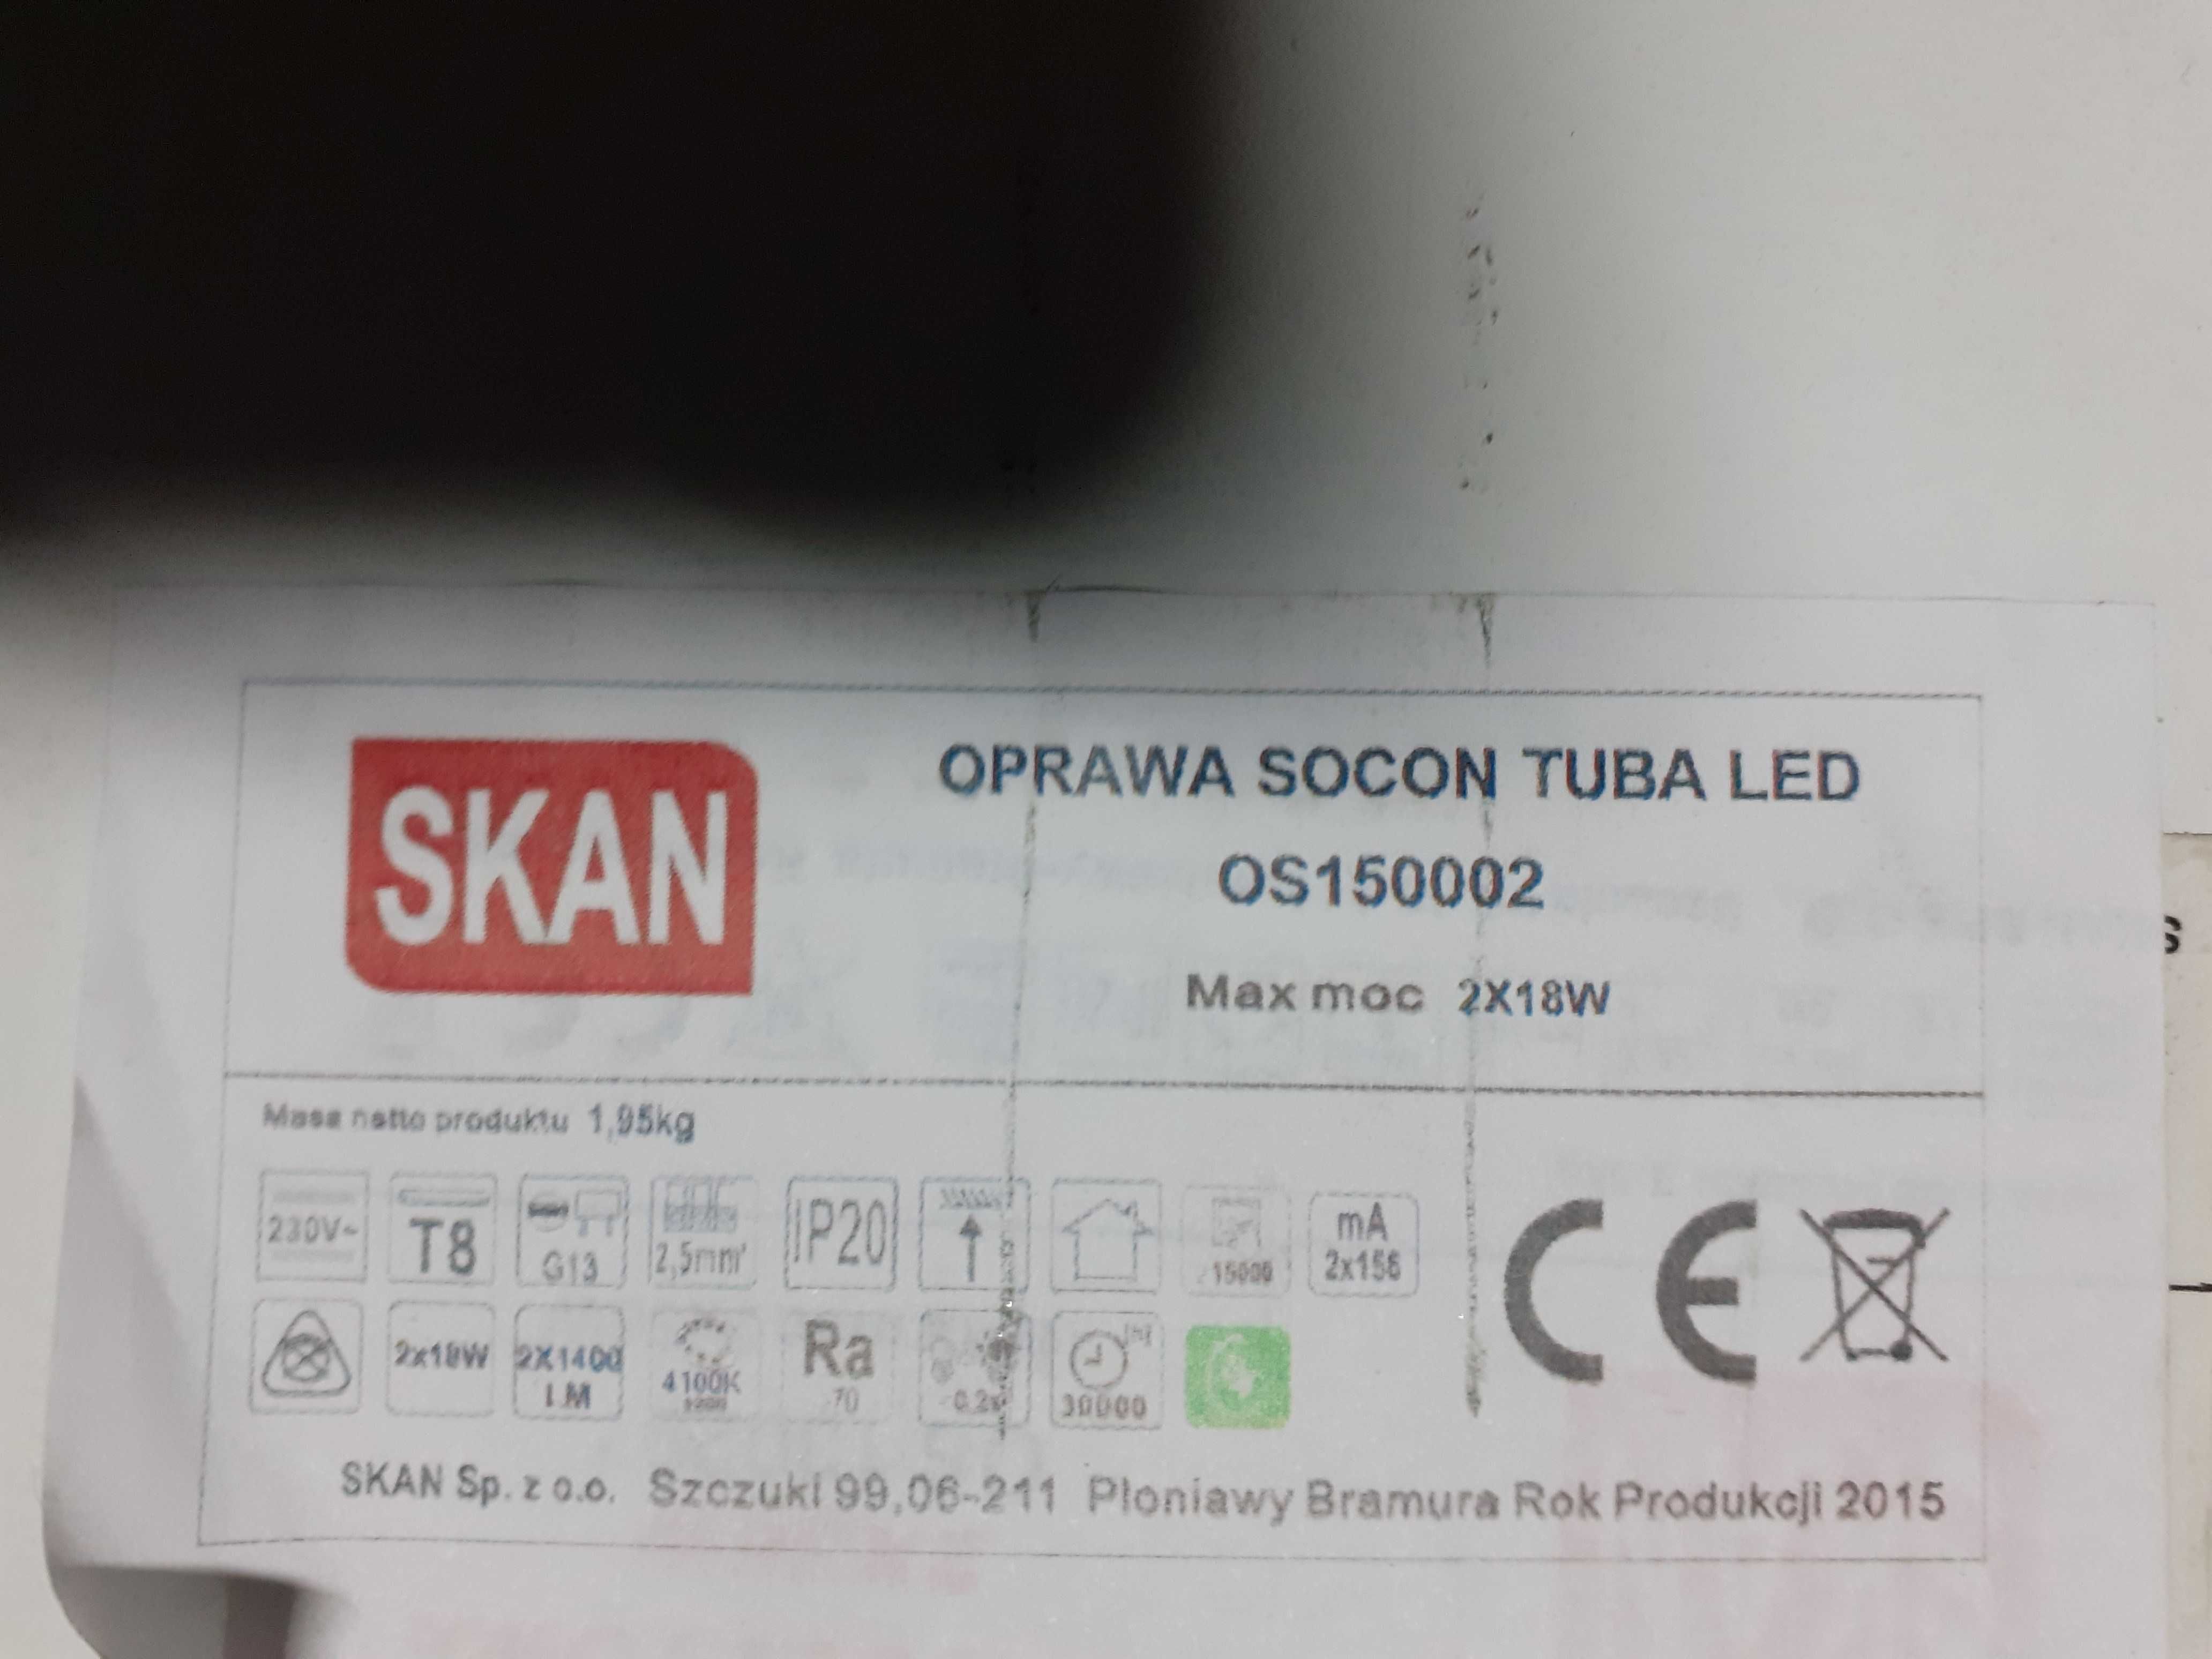 SKAN
OPRAWA SOCON TUBA LED
OS150002
Max moc 2X18W
Masa netto produktu 1,95kg
230V~
T8
G13
2,5mm²
IP20
15000
mA
2x156
2x18W
2X1400
LM
4100K
Ra
70
[h]
30000
CE
SKAN Sp. z o.o. Szczuki 99,06-211 Płoniawy Bramura Rok Produkcji 2015
s